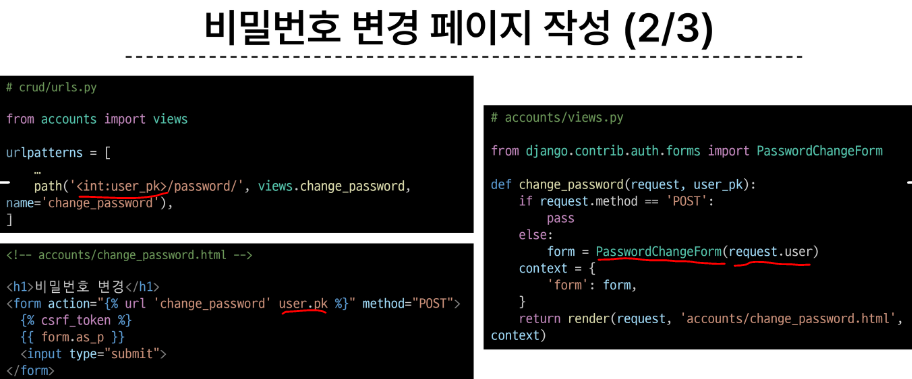 비밀번호 변경 페이지 작성 (2/3)
# crud/urls.py
from accounts import views
urlpatterns = [
…
path('<int:user_pk>/password/', views.change_password,
name='change_password'),
]
<!-- accounts/change_password.html -->
<h1>비밀번호 변경</h1>
<form action="{% url 'change_password' user.pk %}" method="POST">
{% csrf_token %}
{{ form.as_p }}
<input type="submit">
</form>
# accounts/views.py
from django.contrib.auth.forms import PasswordChangeForm
def change_password(request, user_pk):
if request.method == 'POST':
pass
else:
form = PasswordChangeForm(request.user)
context = {
'form': form,
}
return render(request, 'accounts/change_password.html',
context)